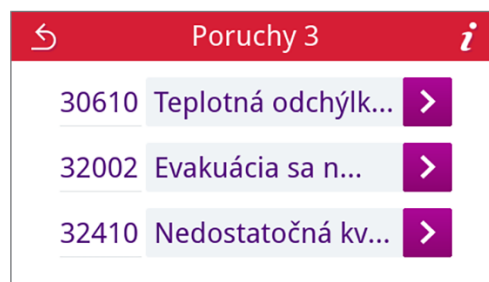 Poruchy 3
30610 Teplotná odchýlk...
32002 Evakuácia sa n...
32410 Nedostatočná kv...